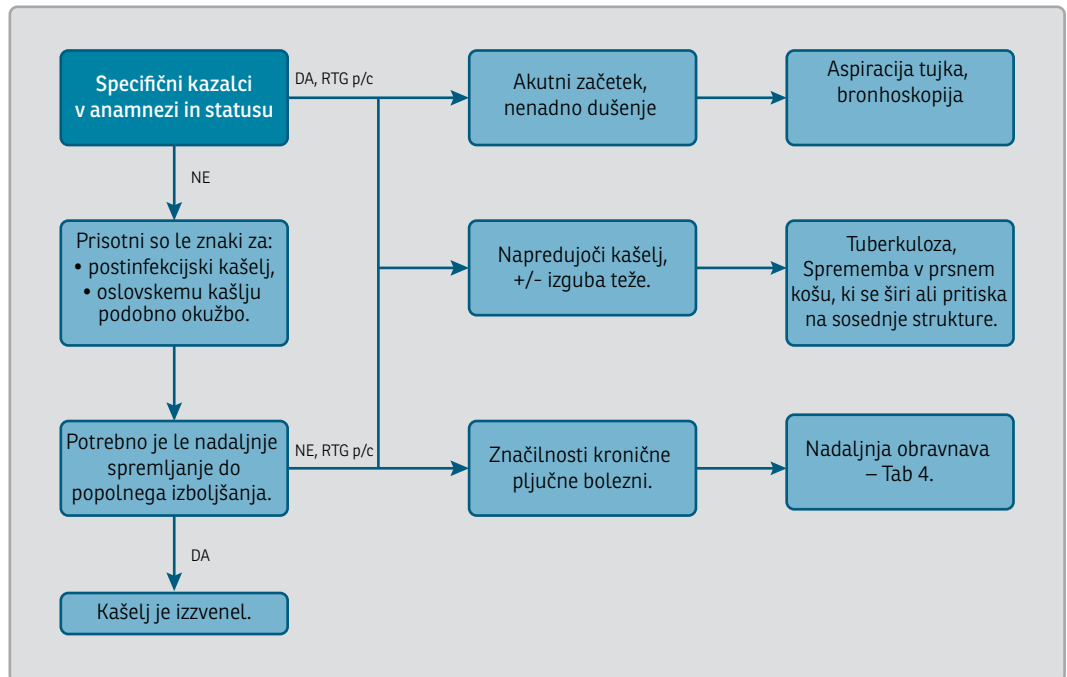 Specifični kazalci
v anamnezi in statusu
DA, RTG p/c
Akutni začetek,
nenadno dušenje
Aspiracija tujka,
bronhoskopija
NE
Prisotni so le znaki za:
• postinfekcijski kašelj,
• oslovskemu kašlju
podobno okužbo.
Napredujoči kašelj,
+/- izguba teže.
Tuberkuloza,
Sprememba v prsnem
košu, ki se širi ali pritiska
na sosednje strukture.
Potrebno je le nadaljnje
spremljanje do
popolnega izboljšanja.
NE, RTG p/c
Značilnosti kronične
pljučne bolezni.
Nadaljnja obravnava
– Tab 4.
DA
Kašelj je izzvenel.